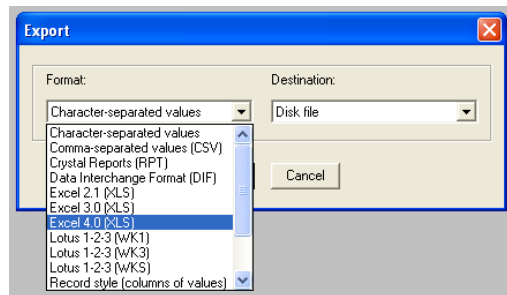 Export
Format: Destination:
Character-separated values Disk file
Character-separated values
Comma-separated values (CSV)
Crystal Reports (RPT)
Data Interchange Format (DIF)
Excel 2.1 (XLS)
Excel 3.0 (XLS)
Excel 4.0 (XLS)
Lotus 1-2-3 (WK1)
Lotus 1-2-3 (WK3)
Lotus 1-2-3 (WKS)
Record style (columns of values)
Cancel